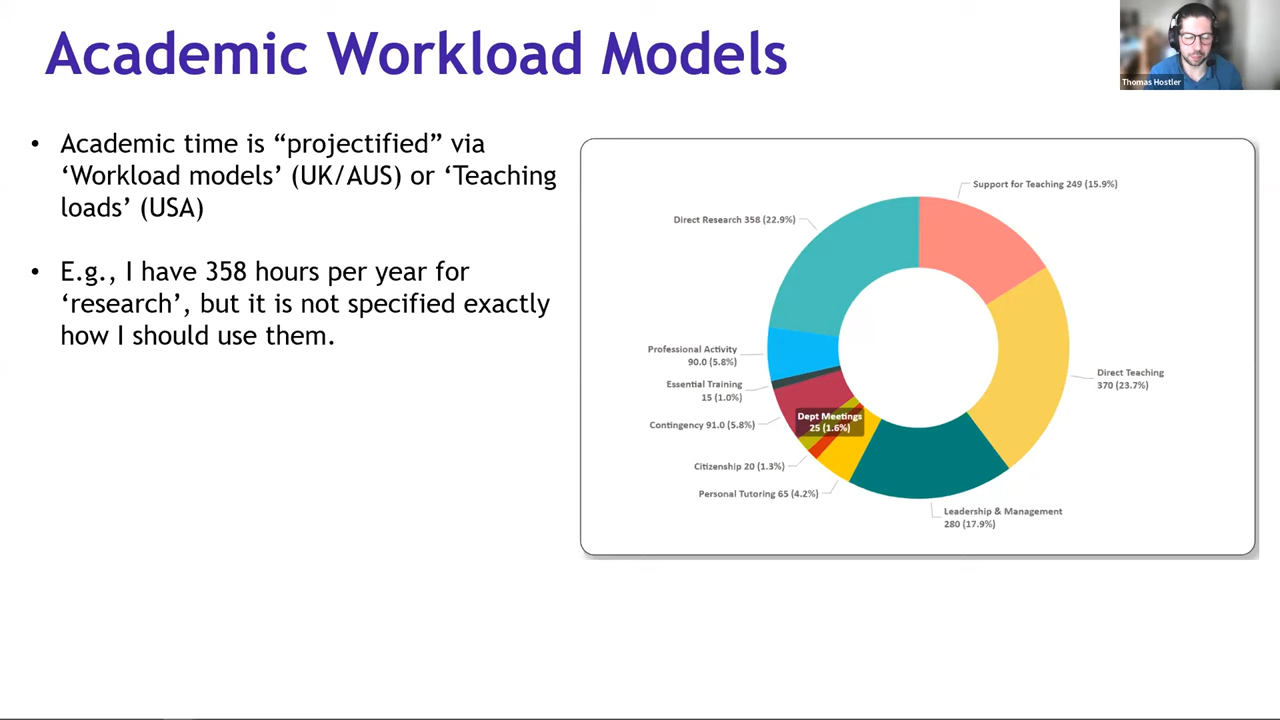 Academic Workload Models
Thomas Hostler
• Academic time is “projectified” via
‘Workload models’ (UK/AUS) or ‘Teaching
loads’ (USA)
• E.g., I have 358 hours per year for
‘research’, but it is not specified exactly
how I should use them.
Support for Teaching 249 (15.9%)
Direct Research 358 (22.9%)
Professional Activity
90.0 (5.8%)
Essential Training
15 (1.0%)
Direct Teaching
370 (23.7%)
Contingency 91.0 (5.8%)
Dept Meetings
25 (1.6%)
Citizenship 20 (1.3%)
Personal Tutoring 65 (4.2%)
Leadership & Management
280 (17.9%)